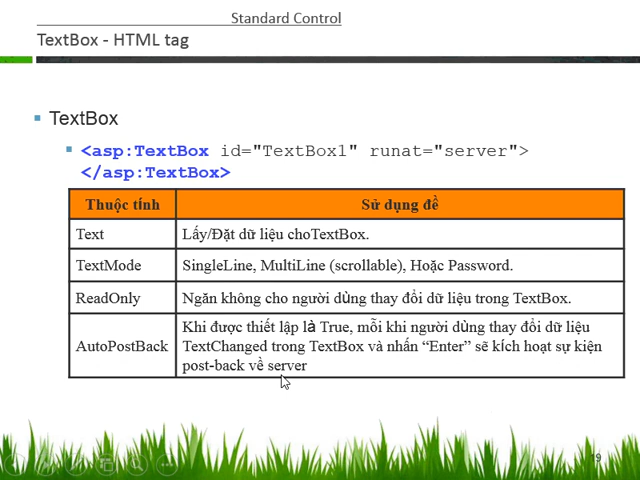 Standard Control
TextBox - HTML tag
TextBox
<asp:TextBox id="TextBox1" runat="server">
</asp:TextBox>
Thuộc tính
Sử dụng đề
Text
Lấy/Đặt dữ liệu choTextBox.
TextMode
SingleLine, MultiLine (scrollable), Hoặc Password.
ReadOnly
Ngăn không cho người dùng thay đổi dữ liệu trong TextBox.
AutoPostBack
Khi được thiết lập là True, mỗi khi người dùng thay đổi dữ liệu
TextChanged trong TextBox và nhấn “Enter” sẽ kích hoạt sự kiện
post-back về server